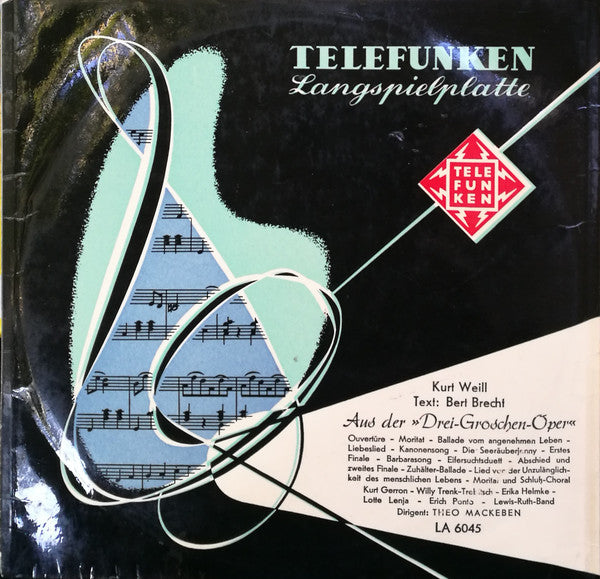 TELEFUNKEN
Langspielplatte
TELE
FUN
KEN
Kurt Weill
Text: Bert Brecht
Aus der »Drei-Groschen-Oper«
Ouvertüre - Moritat - Ballade vom angenehmen Leben -
Liebeslied - Kanonensong - Die Seeräuberjenny - Erstes
Finale - Barbarasong - Eifersuchtsduett - Abschied und
zweites Finale - Zuhälter-Ballade - Lied von der Unzulänglich-
keit des menschlichen Lebens - Moritat und Schluß-Choral
Kurt Gerron - Willy Trenk-Trebitsch - Erika Helmke -
Lotte Lenja - Erich Ponto - Lewis-Ruth-Band
Dirigent: THEO MACKEBEN
LA 6045